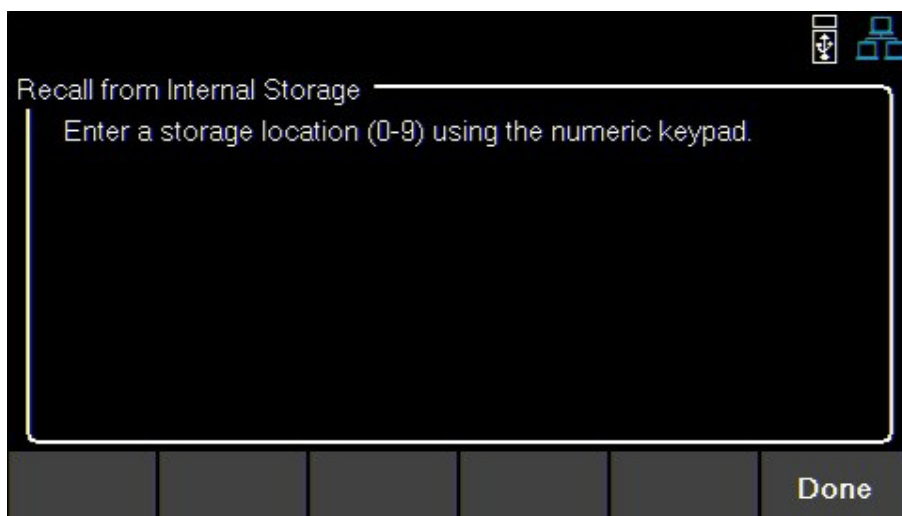 Recall from Internal Storage
Enter a storage location (0-9) using the numeric keypad.
Done